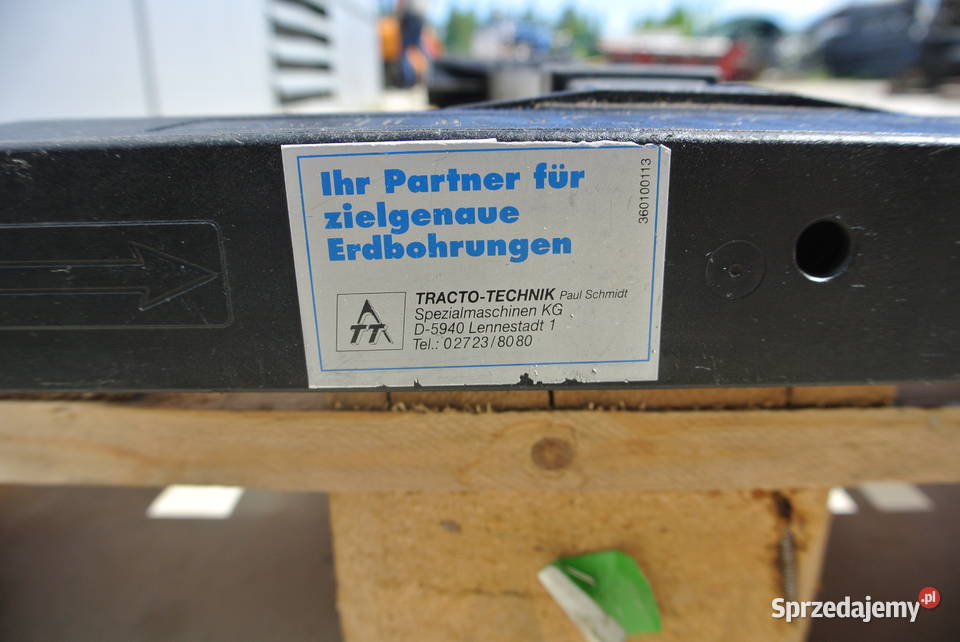 Ihr Partner für
zielgenaue
Erdbohrungen
360100113
TT
TRACTO-TECHNIK Paul Schmidt
Spezialmaschinen KG
D-5940 Lennestadt 1
Tel.: 02723/8080
Sprzedajemy.pl